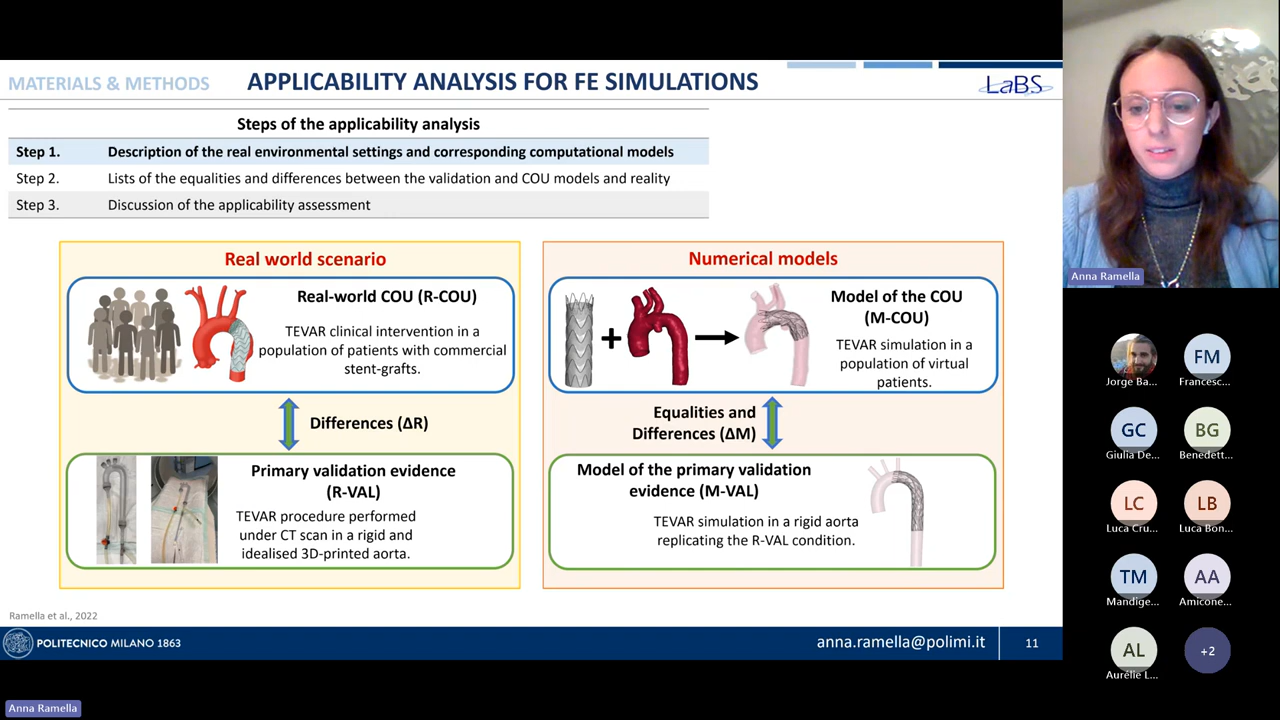 MATERIALS & METHODS APPLICABILITY ANALYSIS FOR FE SIMULATIONS
LaBS
Steps of the applicability analysis
Step 1. Description of the real environmental settings and corresponding computational models
Step 2. Lists of the equalities and differences between the validation and COU models and reality
Step 3. Discussion of the applicability assessment
Real world scenario
Real-world COU (R-COU)
TEVAR clinical intervention in a
population of patients with commercial
stent-grafts.
Differences (ΔR)
Primary validation evidence
(R-VAL)
TEVAR procedure performed
under CT scan in a rigid and
idealised 3D-printed aorta.
Numerical models
Model of the COU
(M-COU)
TEVAR simulation in a
population of virtual
patients.
Equalities and
Differences (ΔM)
Model of the primary validation
evidence (M-VAL)
TEVAR simulation in a rigid aorta
replicating the R-VAL condition.
Ramella et al., 2022
POLITECNICO MILANO 1863
anna.ramella@polimi.it
11
Anna Ramella
Anna Ramella
Jorge Ba...
FM
Francesc...
GC
Giulia De...
BG
Benedett...
LC
Luca Cru...
LB
Luca Bon...
TM
Mandige...
AA
Amicone...
AL
Aurélie L...
+2